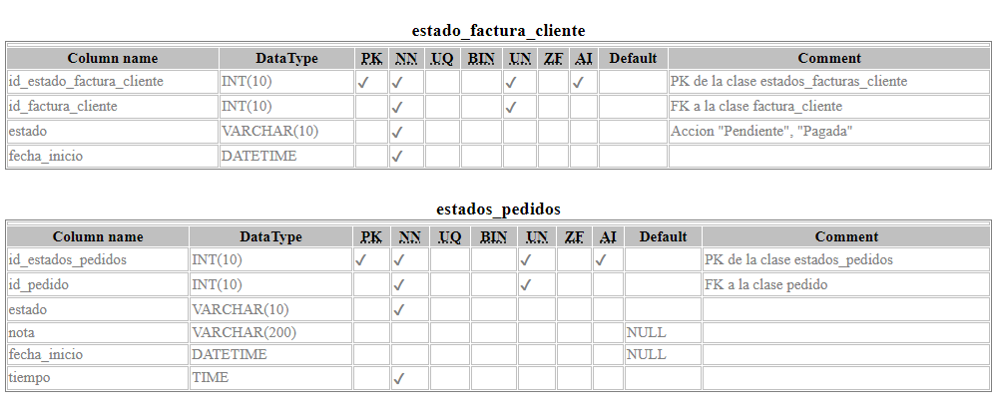 estado_factura_cliente
Column name DataType PK NN UQ BIN UN ZF AI Default Comment
id_estado_factura_cliente INT(10) ✓ ✓ ✓ ✓ PK de la clase estados_facturas_cliente
id_factura_cliente INT(10) ✓ ✓ FK a la clase factura_cliente
estado VARCHAR(10) ✓ Accion "Pendiente", "Pagada"
fecha_inicio DATETIME ✓
estados_pedidos
Column name DataType PK NN UQ BIN UN ZF AI Default Comment
id_estados_pedidos INT(10) ✓ ✓ ✓ ✓ PK de la clase estados_pedidos
id_pedido INT(10) ✓ ✓ FK a la clase pedido
estado VARCHAR(10) ✓
nota VARCHAR(200) NULL
fecha_inicio DATETIME NULL
tiempo TIME ✓